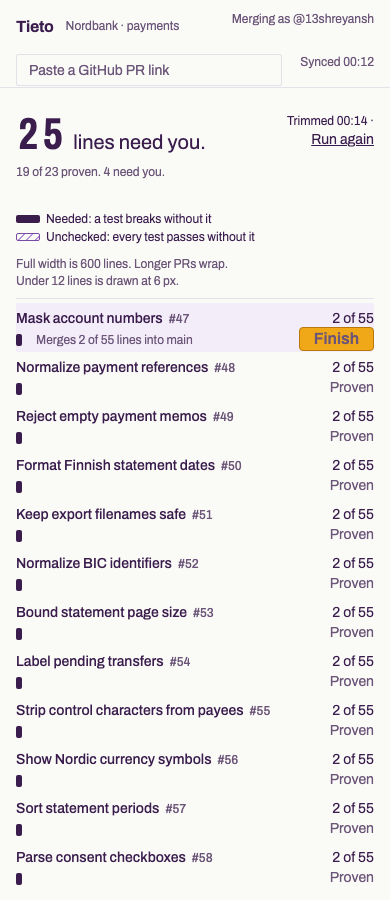 Tieto Nordbank · payments Merging as @13shreyansh
Paste a GitHub PR link Synced 00:12
25 lines need you. Trimmed 00:14 ·
Run again
19 of 23 proven. 4 need you.
Needed: a test breaks without it
Unchecked: every test passes without it
Full width is 600 lines. Longer PRs wrap.
Under 12 lines is drawn at 6 px.
Mask account numbers #47 2 of 55
Merges 2 of 55 lines into main Finish
Normalize payment references #48 2 of 55
Proven
Reject empty payment memos #49 2 of 55
Proven
Format Finnish statement dates #50 2 of 55
Proven
Keep export filenames safe #51 2 of 55
Proven
Normalize BIC identifiers #52 2 of 55
Proven
Bound statement page size #53 2 of 55
Proven
Label pending transfers #54 2 of 55
Proven
Strip control characters from payees #55 2 of 55
Proven
Show Nordic currency symbols #56 2 of 55
Proven
Sort statement periods #57 2 of 55
Proven
Parse consent checkboxes #58 2 of 55
Proven